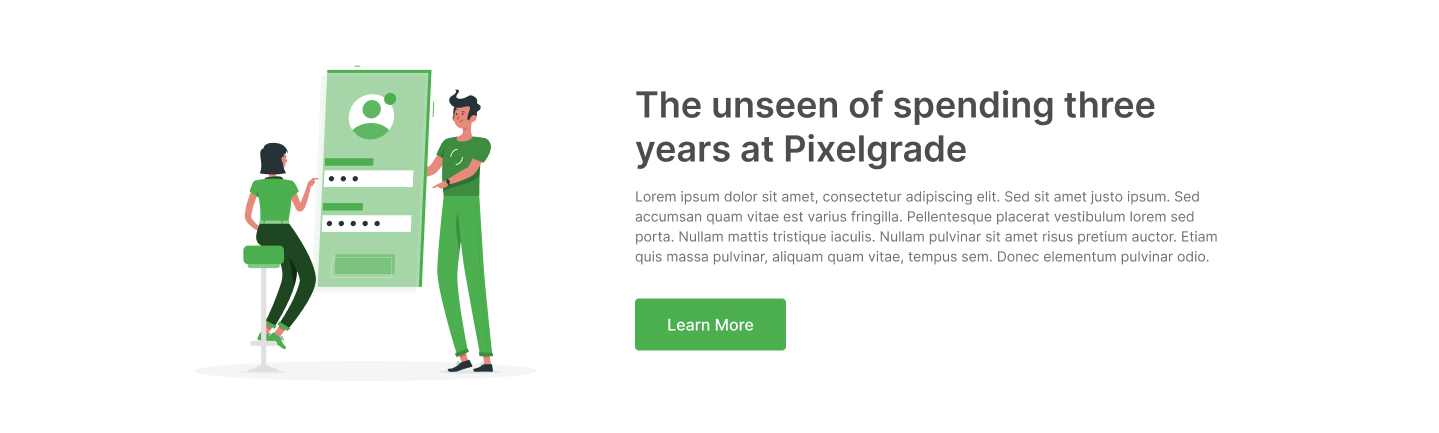 The unseen of spending three
years at Pixelgrade
Lorem ipsum dolor sit amet, consectetur adipiscing elit. Sed sit amet justo ipsum. Sed
accumsan quam vitae est varius fringilla. Pellentesque placerat vestibulum lorem sed
porta. Nullam mattis tristique iaculis. Nullam pulvinar sit amet risus pretium auctor. Etiam
quis massa pulvinar, aliquam quam vitae, tempus sem. Donec elementum pulvinar odio.
Learn More